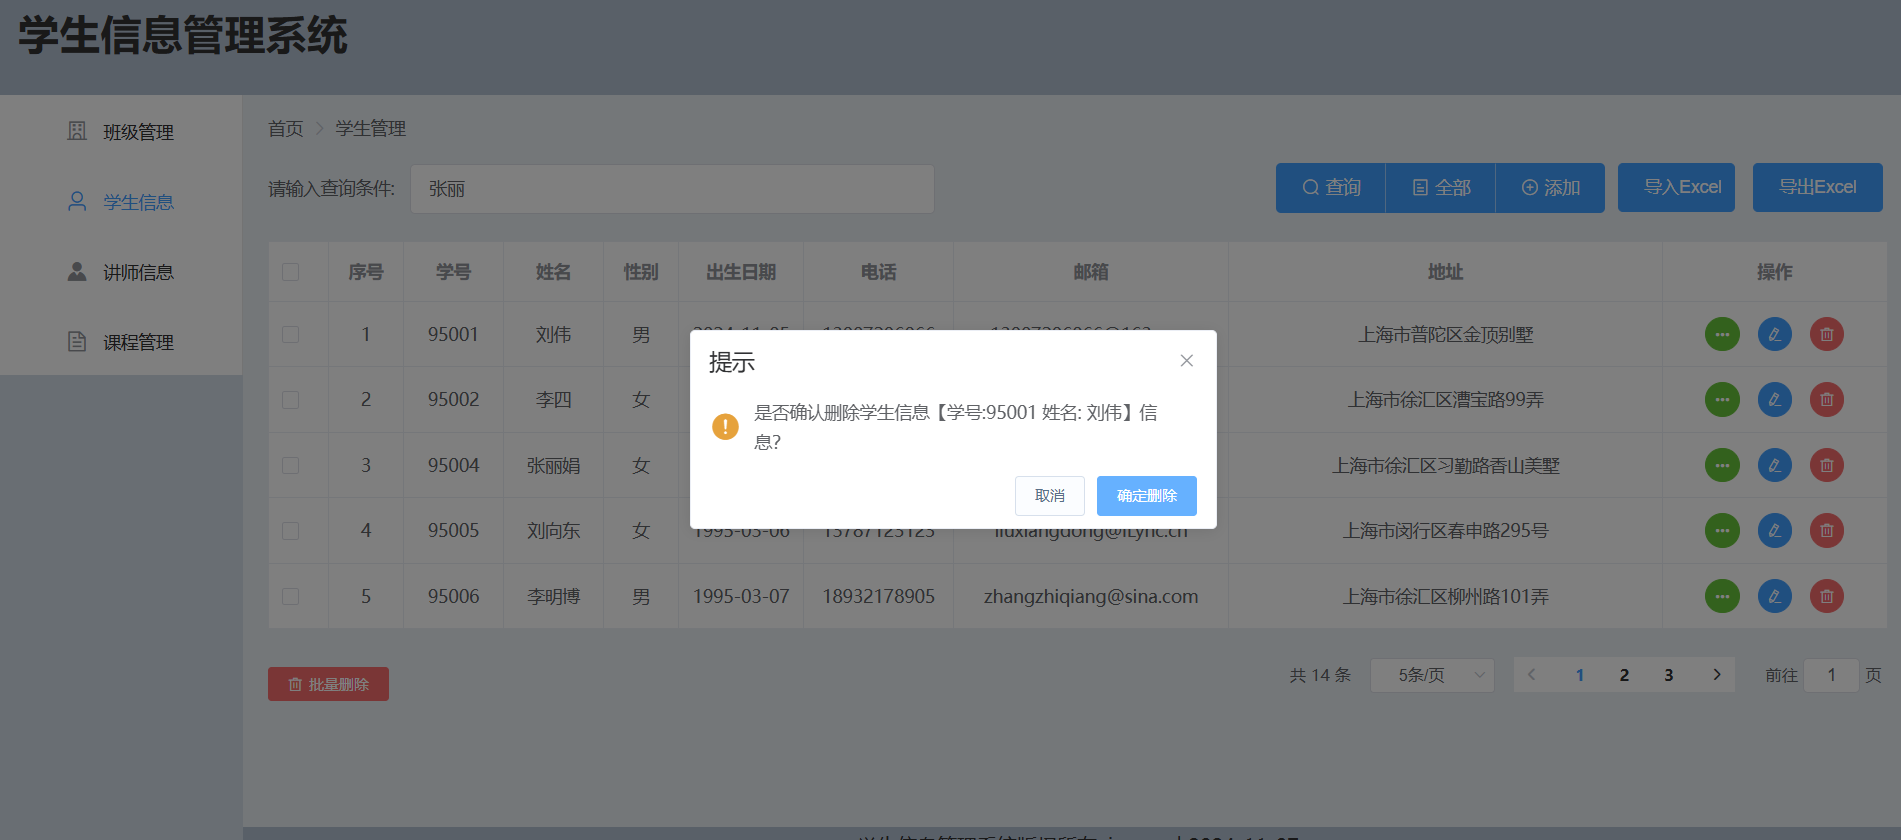 学生信息管理系统
班级管理
学生信息
讲师信息
课程管理
首页 学生管理
请输入查询条件: 张丽 查询 全部 添加 导入Excel 导出Excel
序号 学号 姓名 性别 出生日期 电话 邮箱 地址 操作
1 95001 刘伟 男 上海市普陀区金顶别墅
2 95002 李四 女 上海市徐汇区漕宝路99弄
3 95004 张丽娟 女 上海市徐汇区习勤路香山美墅
4 95005 刘向东 女 1995-03-06 13787123123 liuxiangdong@iLync.cn 上海市闵行区春申路295号
5 95006 李明博 男 1995-03-07 18932178905 zhangzhiqiang@sina.com 上海市徐汇区柳州路101弄
提示
是否确认删除学生信息【学号:95001 姓名: 刘伟】信
息?
取消 确定删除
批量删除 共 14 条 5条/页 1 2 3 前往 1 页